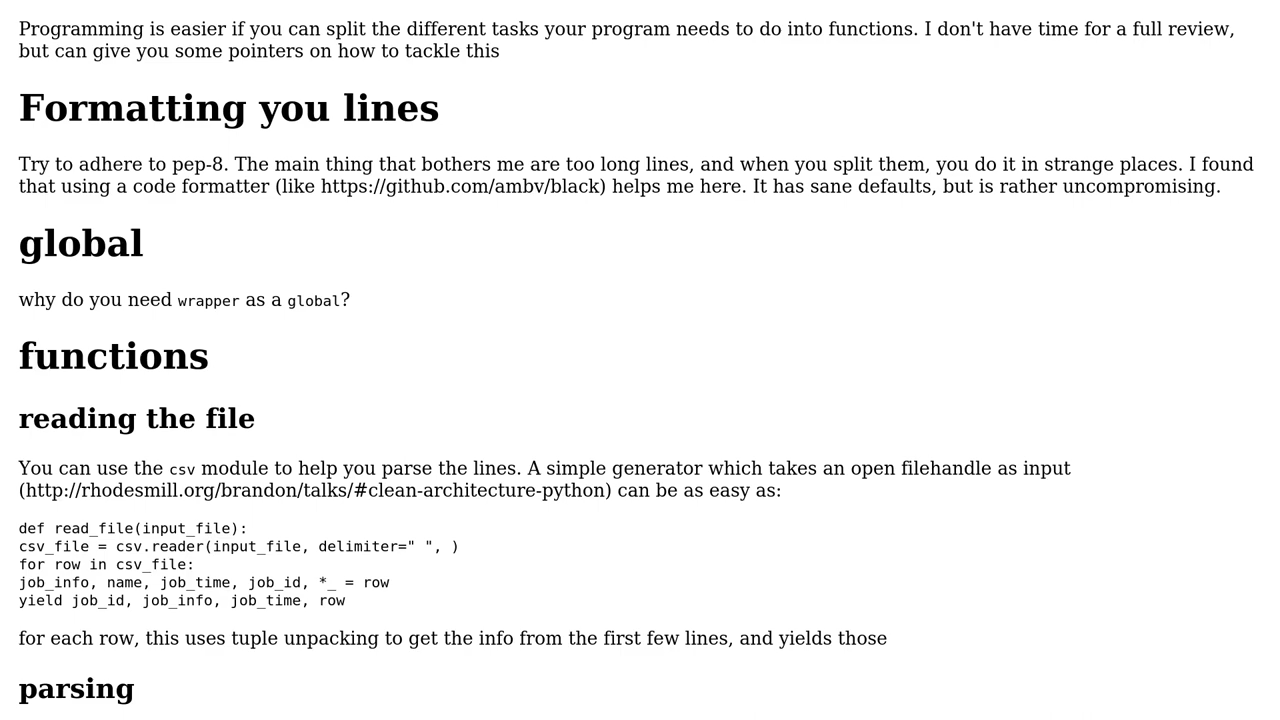 Programming is easier if you can split the different tasks your program needs to do into functions. I don't have time for a full review,
but can give you some pointers on how to tackle this
Formatting you lines
Try to adhere to pep-8. The main thing that bothers me are too long lines, and when you split them, you do it in strange places. I found
that using a code formatter (like https://github.com/ambv/black) helps me here. It has sane defaults, but is rather uncompromising.
global
why do you need wrapper as a global?
functions
reading the file
You can use the csv module to help you parse the lines. A simple generator which takes an open filehandle as input
(http://rhodesmill.org/brandon/talks/#clean-architecture-python) can be as easy as:
def read_file(input_file):
csv_file = csv.reader(input_file, delimiter=" ", )
for row in csv_file:
job_info, name, job_time, job_id, *_ = row
yield job_id, job_info, job_time, row
for each row, this uses tuple unpacking to get the info from the first few lines, and yields those
parsing